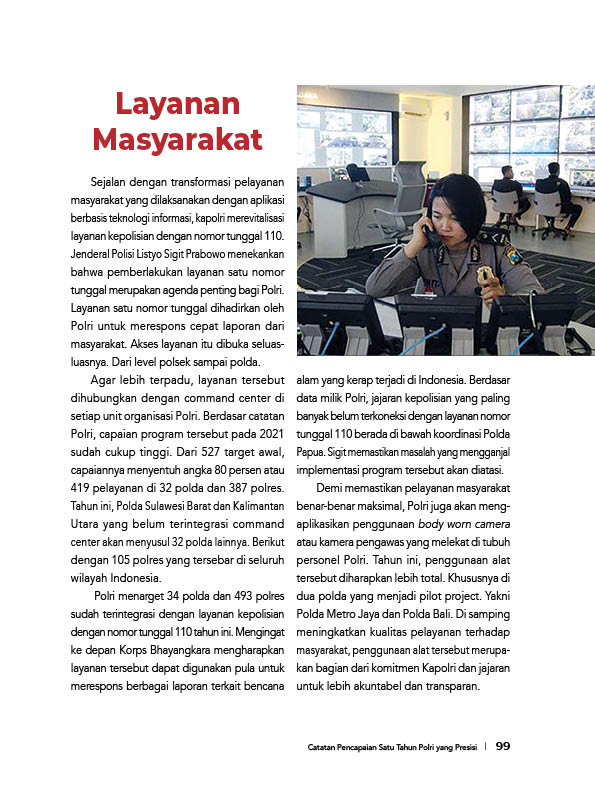 Layanan
Masyarakat
Sejalan dengan transformasi pelayanan
masyarakat yang dilaksanakan dengan aplikasi
berbasis teknologi informasi, kapolri merevitalisasi
layanan kepolisian dengan nomor tunggal 110.
Jenderal Polisi Listyo Sigit Prabowo menekankan
bahwa pemberlakukan layanan satu nomor
tunggal merupakan agenda penting bagi Polri.
Layanan satu nomor tunggal dihadirkan oleh
Polri untuk merespons cepat laporan dari
masyarakat. Akses layanan itu dibuka seluas-
luasnya. Dari level polsek sampai polda.
Agar lebih terpadu, layanan tersebut
dihubungkan dengan command center di
setiap unit organisasi Polri. Berdasar catatan
Polri, capaian program tersebut pada 2021
sudah cukup tinggi. Dari 527 target awal,
capaiannya menyentuh angka 80 persen atau
419 pelayanan di 32 polda dan 387 polres.
Tahun ini, Polda Sulawesi Barat dan Kalimantan
Utara yang belum terintegrasi command
center akan menyusul 32 polda lainnya. Berikut
dengan 105 polres yang tersebar di seluruh
wilayah Indonesia.
Polri menarget 34 polda dan 493 polres
sudah terintegrasi dengan layanan kepolisian
dengan nomor tunggal 110 tahun ini. Mengingat
ke depan Korps Bhayangkara mengharapkan
layanan tersebut dapat digunakan pula untuk
merespons berbagai laporan terkait bencana
alam yang kerap terjadi di Indonesia. Berdasar
data milik Polri, jajaran kepolisian yang paling
banyak belum terkoneksi dengan layanan nomor
tunggal 110 berada di bawah koordinasi Polda
Papua. Sigit memastikan masalah yang mengganjal
implementasi program tersebut akan diatasi.
Demi memastikan pelayanan masyarakat
benar-benar maksimal, Polri juga akan meng-
aplikasikan penggunaan body worn camera
atau kamera pengawas yang melekat di tubuh
personel Polri. Tahun ini, penggunaan alat
tersebut diharapkan lebih total. Khususnya di
dua polda yang menjadi pilot project. Yakni
Polda Metro Jaya dan Polda Bali. Di samping
meningkatkan kualitas pelayanan terhadap
masyarakat, penggunaan alat tersebut merupa-
kan bagian dari komitmen Kapolri dan jajaran
untuk lebih akuntabel dan transparan.
Catatan Pencapaian Satu Tahun Polri yang Presisi | 99